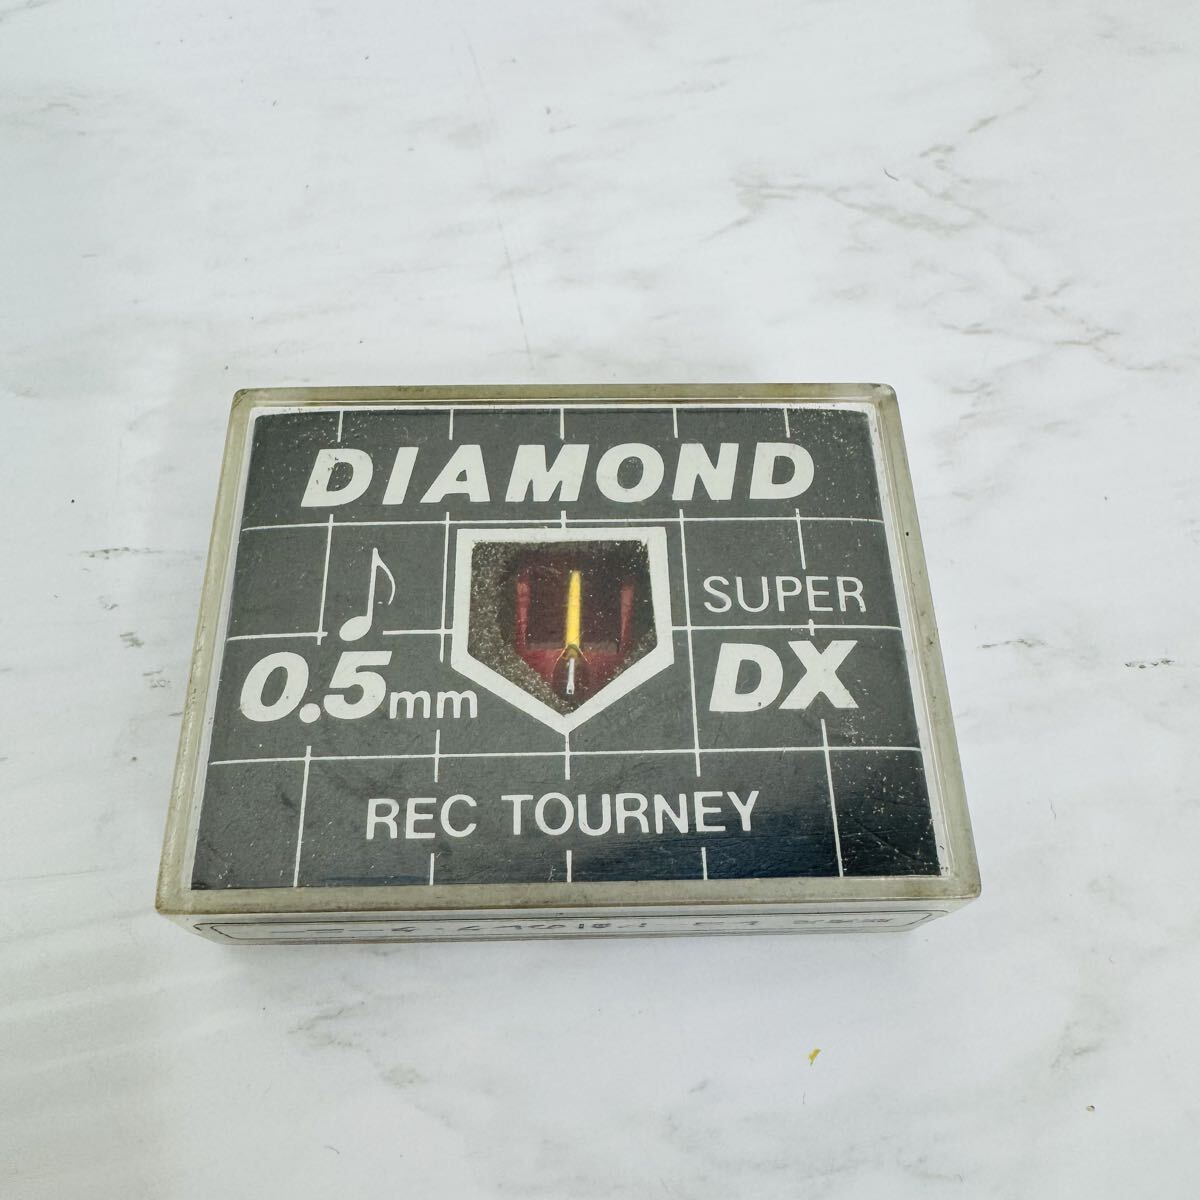 DIAMOND
SUPER
0.5mm
DX
REC TOURNEY